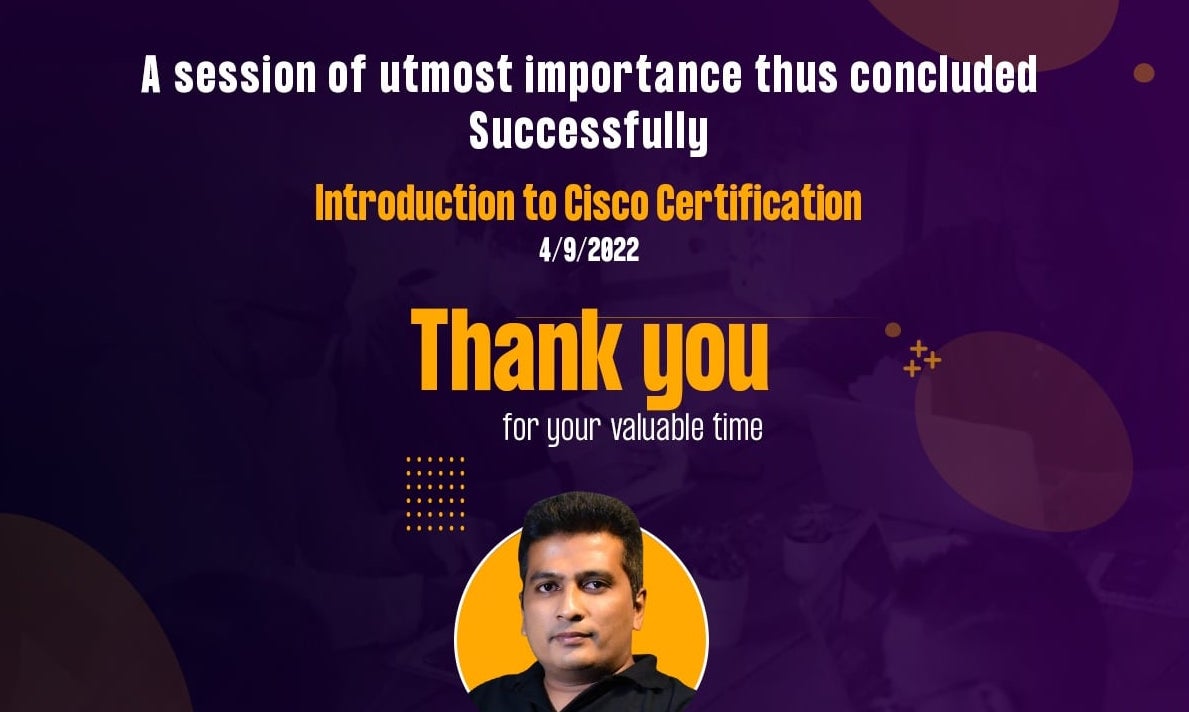 A session of utmost importance thus concluded
Successfully
Introduction to Cisco Certification
4/9/2022
Thank you
for your valuable time